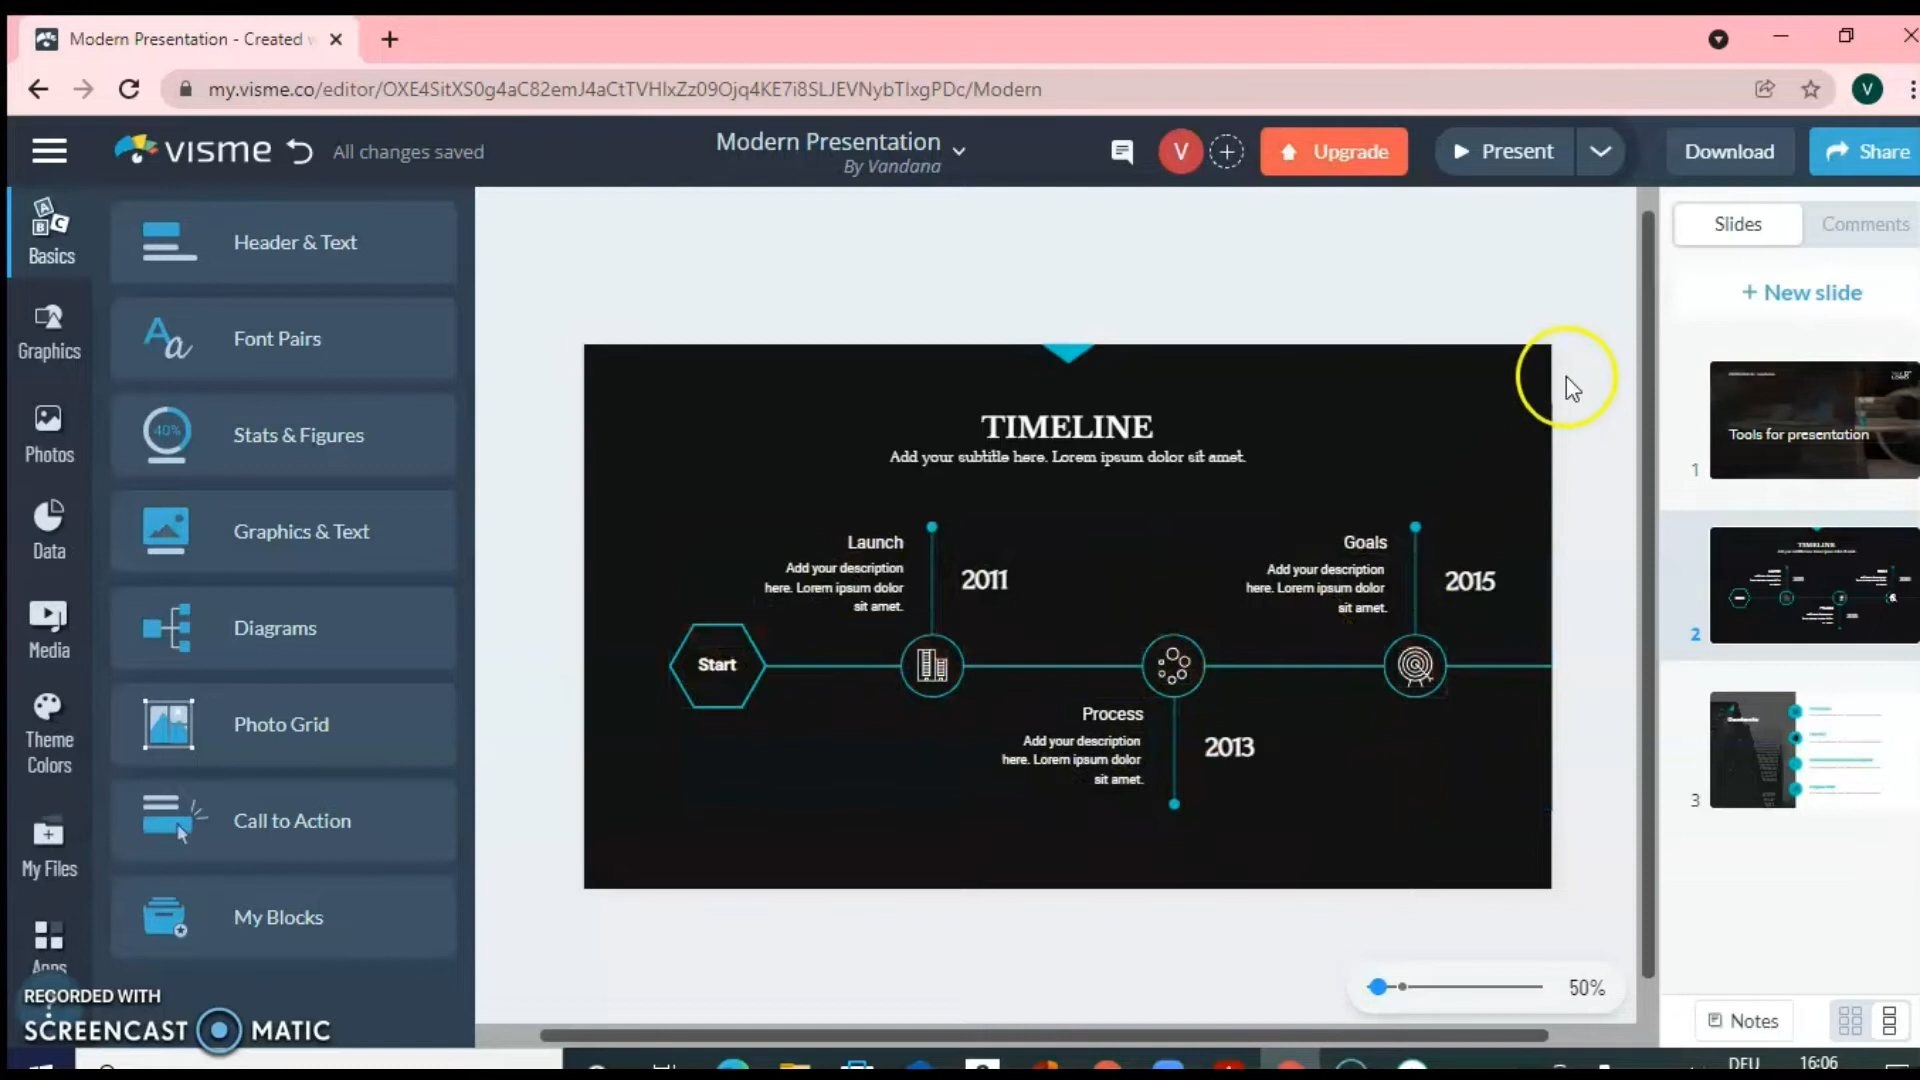 Modern Presentation - Created
my.visme.co/editor/OXE4SitXS0g4aC82emJ4aCtTVHlxZz09Ojq4KE7i8SLJEVNybTIxgPDc/Modern
V
visme
All changes saved
Modern Presentation
By Vandana
V
Upgrade
Present
Download
Share
Basics
Graphics
Photos
Data
Media
Theme
Colors
My Files
Apps
Header & Text
Font Pairs
40%
Stats & Figures
Graphics & Text
Diagrams
Photo Grid
Call to Action
My Blocks
TIMELINE
Add your subtitle here. Lorem ipsum dolor sit amet.
Launch
Add your description
here. Lorem ipsum dolor
sit amet.
2011
Goals
Add your description
here. Lorem ipsum dolor
sit amet.
2015
Start
Process
Add your description
here. Lorem ipsum dolor
sit amet.
2013
50%
Slides
Comments
+ New slide
Tools for presentation
1
TIMELINE
2
3
Notes
RECORDED WITH
SCREENCAST MATIC
DEU
16:06